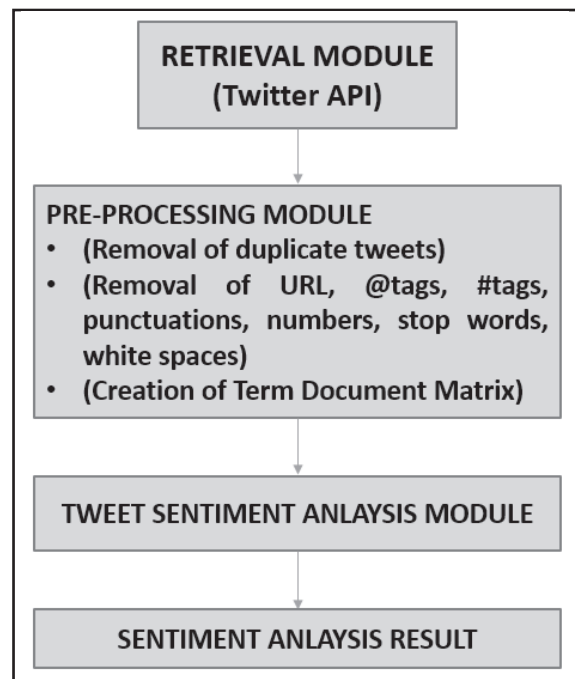 RETRIEVAL MODULE
(Twitter API)
PRE-PROCESSING MODULE
• (Removal of duplicate tweets)
• (Removal of URL, @tags, #tags,
punctuations, numbers, stop words,
white spaces)
• (Creation of Term Document Matrix)
TWEET SENTIMENT ANLAYSIS MODULE
SENTIMENT ANLAYSIS RESULT